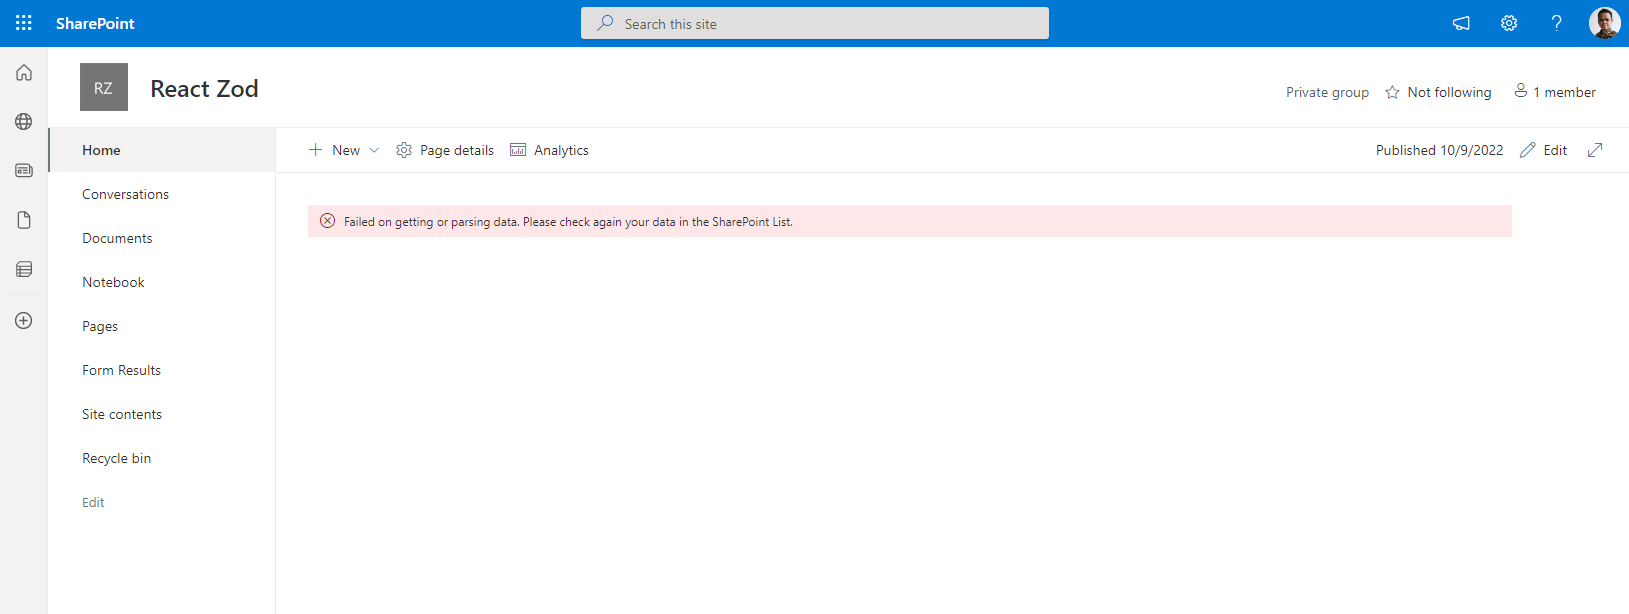 SharePoint
Search this site
?
RZ
React Zod
Private group
Not following
1 member
Home
Conversations
Documents
Notebook
Pages
Form Results
Site contents
Recycle bin
Edit
New
Page details
Analytics
Published 10/9/2022
Edit
Failed on getting or parsing data. Please check again your data in the SharePoint List.